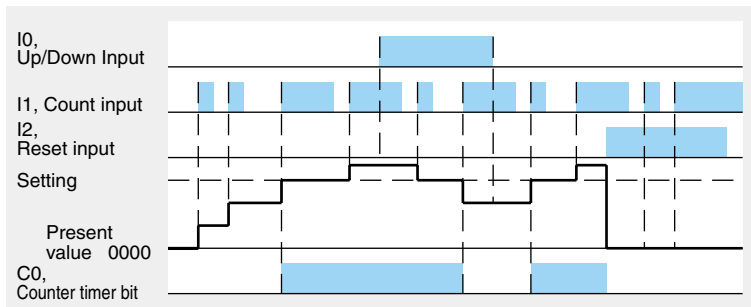 I0,
Up/Down Input
I1, Count input
I2,
Reset input
Setting
Present
value 0000
C0,
Counter timer bit